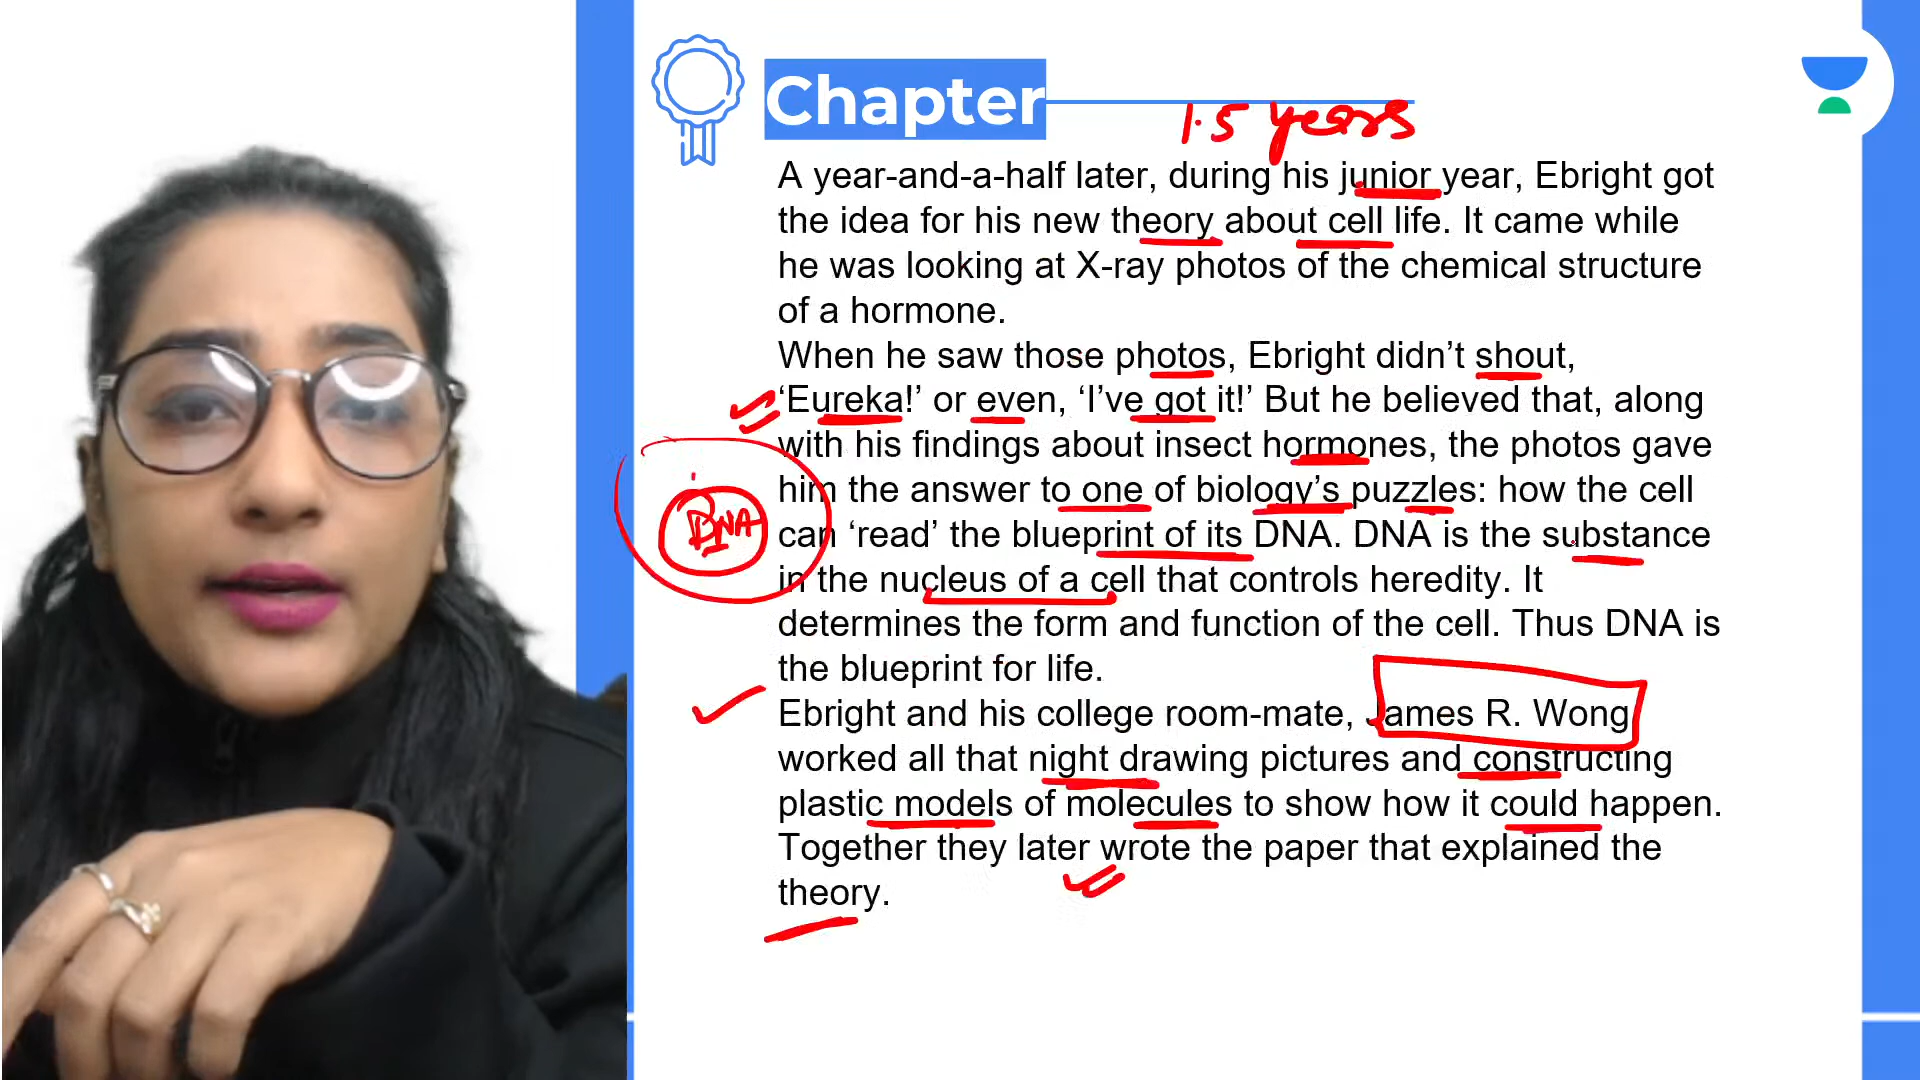 Chapter
1.5 years
A year-and-a-half later, during his junior year, Ebright got
the idea for his new theory about cell life. It came while
he was looking at X-ray photos of the chemical structure
of a hormone.
When he saw those photos, Ebright didn’t shout,
‘Eureka!’ or even, ‘I’ve got it!’ But he believed that, along
with his findings about insect hormones, the photos gave
him the answer to one of biology’s puzzles: how the cell
can ‘read’ the blueprint of its DNA. DNA is the substance
in the nucleus of a cell that controls heredity. It
determines the form and function of the cell. Thus DNA is
the blueprint for life.
Ebright and his college room-mate, James R. Wong
worked all that night drawing pictures and constructing
plastic models of molecules to show how it could happen.
Together they later wrote the paper that explained the
theory.
DNA